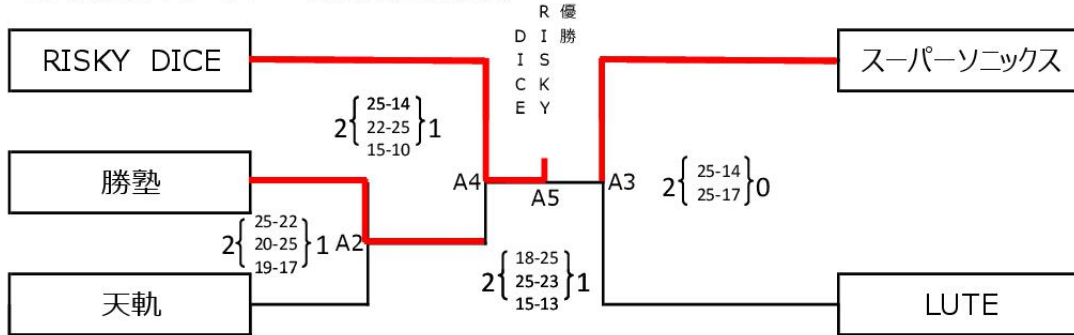 優勝
RISKY
DICE
RISKY DICE
スーパーソニックス
2{ 25-14 }1
22-25
15-10
勝塾
A4
A5
A3
2{ 25-14 }0
25-17
2{ 25-22 }1
20-25
19-17
A2
2{ 18-25 }1
25-23
15-13
天軌
LUTE